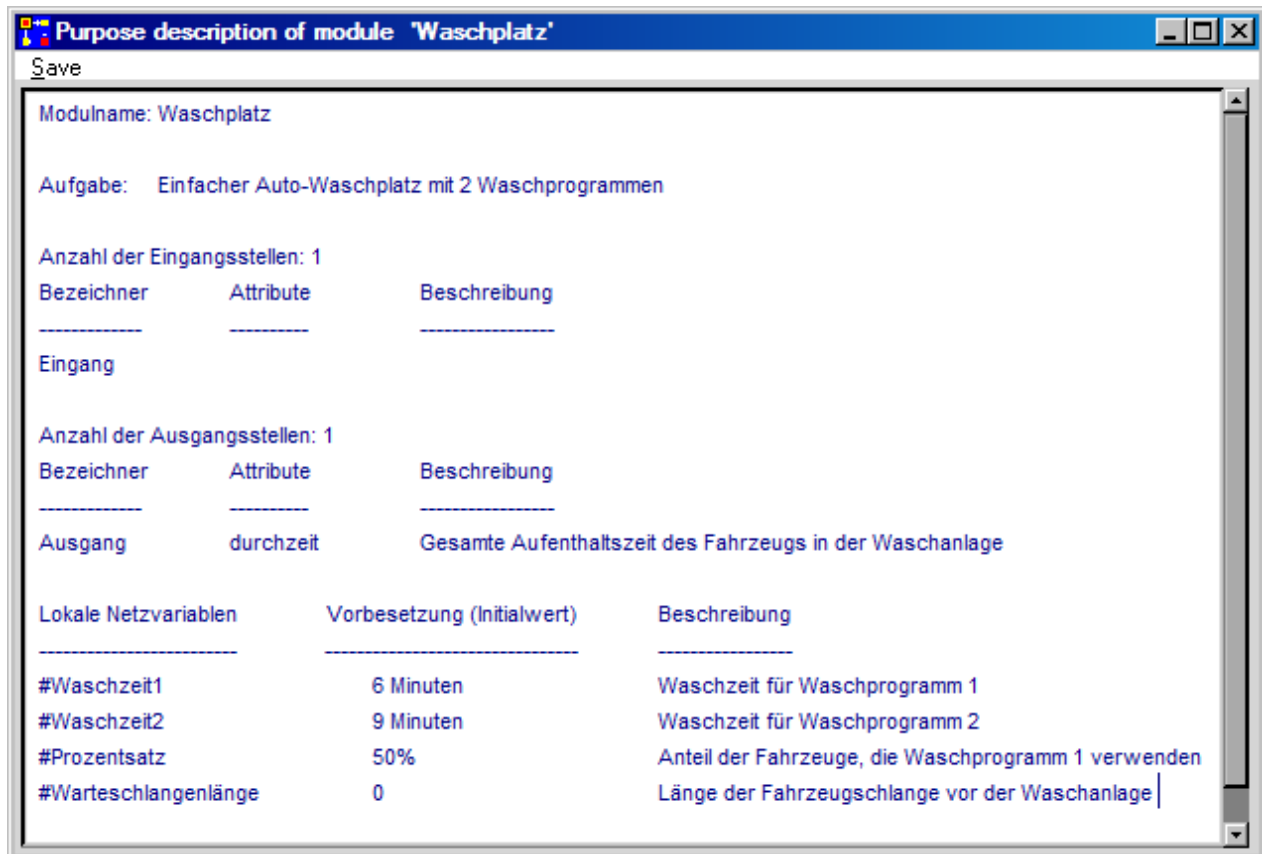 Purpose description of module 'Waschplatz'
Save
Modulname: Waschplatz
Aufgabe: Einfacher Auto-Waschplatz mit 2 Waschprogrammen
Anzahl der Eingangsstellen: 1
Bezeichner Attribute Beschreibung
------------- ---------- -----------------
Eingang
Anzahl der Ausgangsstellen: 1
Bezeichner Attribute Beschreibung
------------- ---------- -----------------
Ausgang durchzeit Gesamte Aufenthaltszeit des Fahrzeugs in der Waschanlage
Lokale Netzvariablen Vorbesetzung (Initialwert) Beschreibung
------------------------- -------------------------------- -----------------
#Waschzeit1 6 Minuten Waschzeit für Waschprogramm 1
#Waschzeit2 9 Minuten Waschzeit für Waschprogramm 2
#Prozentsatz 50% Anteil der Fahrzeuge, die Waschprogramm 1 verwenden
#Warteschlangenlänge 0 Länge der Fahrzeugschlange vor der Waschanlage